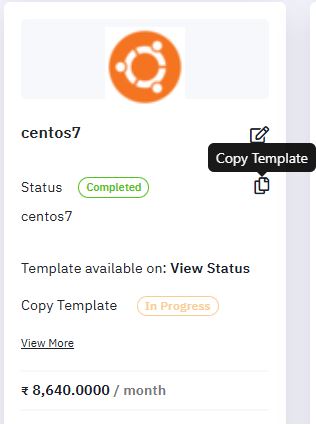 centos7
Copy Template
Status Completed
centos7
Template available on: View Status
Copy Template In Progress
View More
₹ 8,640.0000 / month